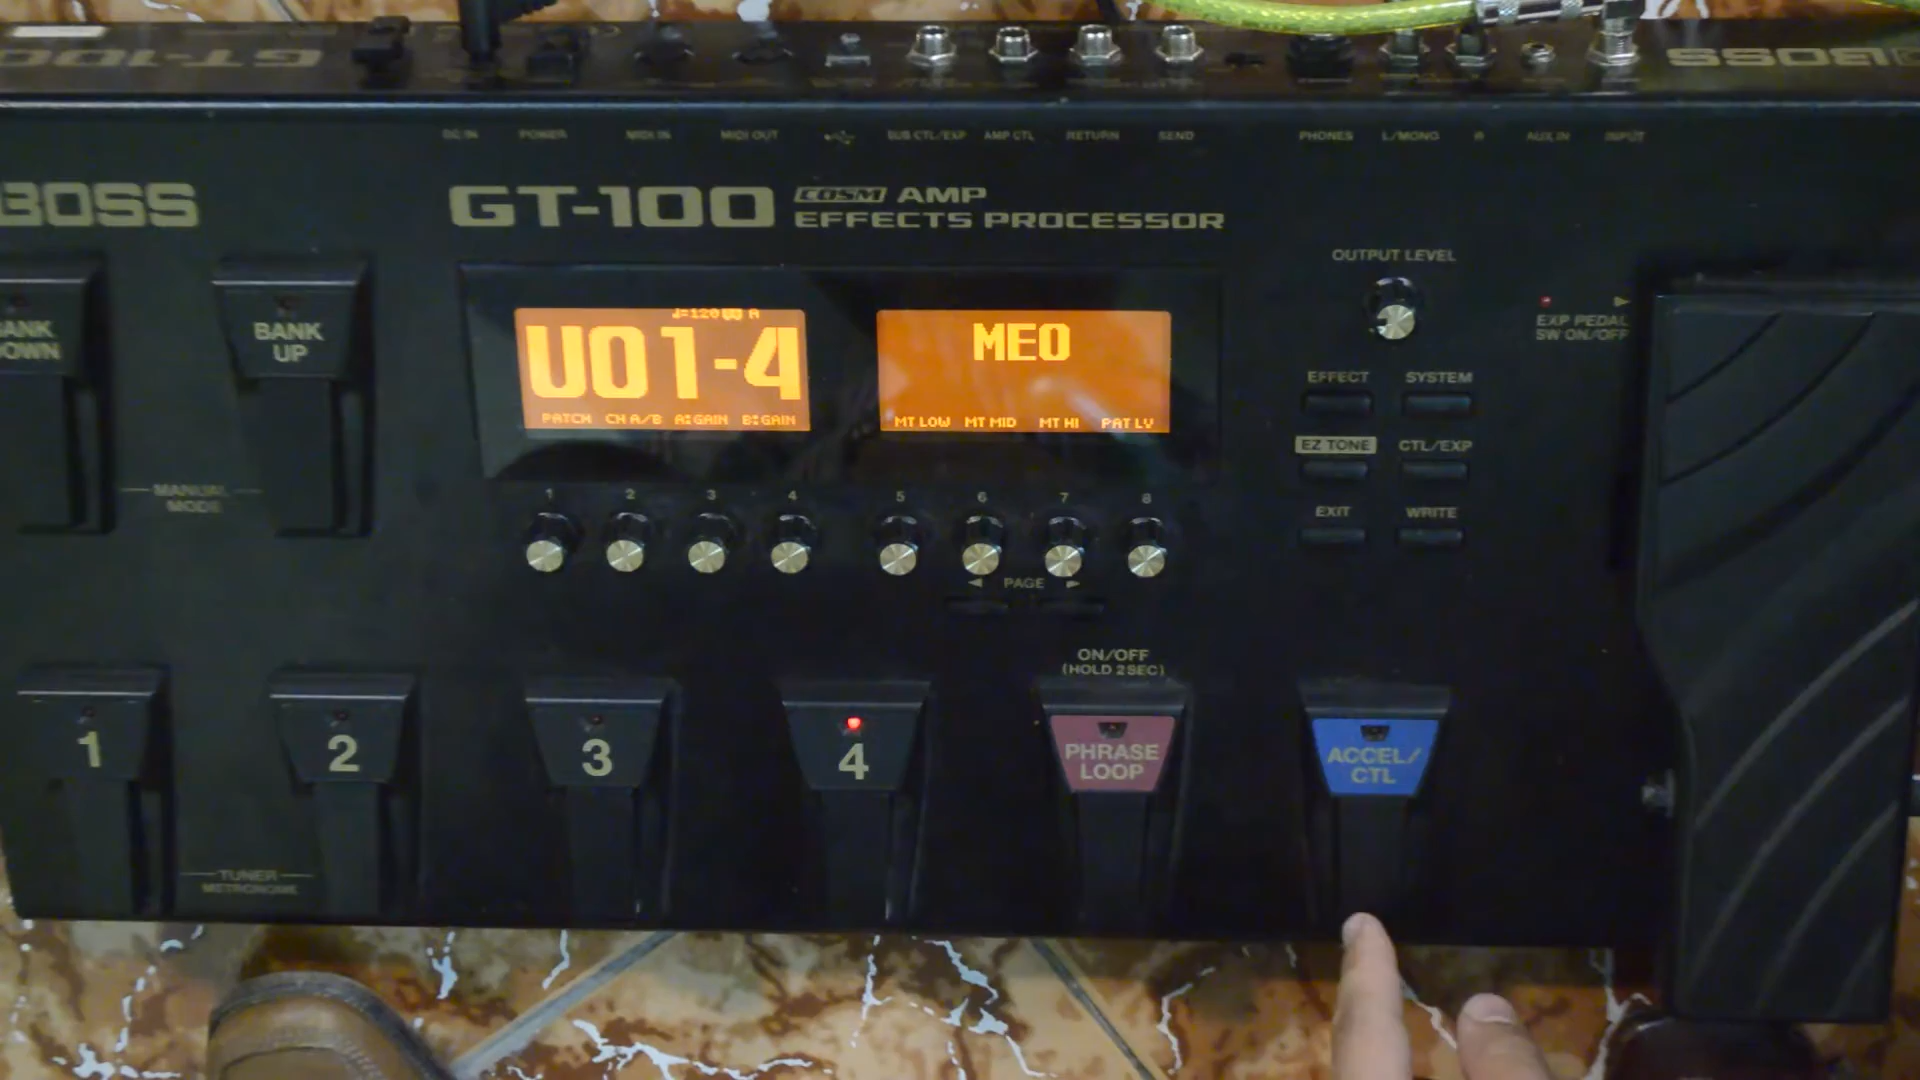 GT-100
BOSS
DC IN POWER MIDI IN MIDI OUT SUB CTL/EXP AMP CTL RETURN SEND PHONES L/MONO R AUX IN INPUT
BOSS
GT-100 COSM AMP
EFFECTS PROCESSOR
OUTPUT LEVEL
BANK
DOWN
BANK
UP
J=120 A
U01-4
PATCH CH A/B A:GAIN B:GAIN
MEO
MT LOW MT MID MT HI PAT LV
EXP PEDAL
SW ON/OFF
EFFECT SYSTEM
EZ TONE CTL/EXP
EXIT WRITE
MANUAL
MODE
1 2 3 4 5 6 7 8
PAGE
ON/OFF
(HOLD 2 SEC)
1
2
3
4
PHRASE
LOOP
ACCEL/
CTL
TUNER
METRONOME